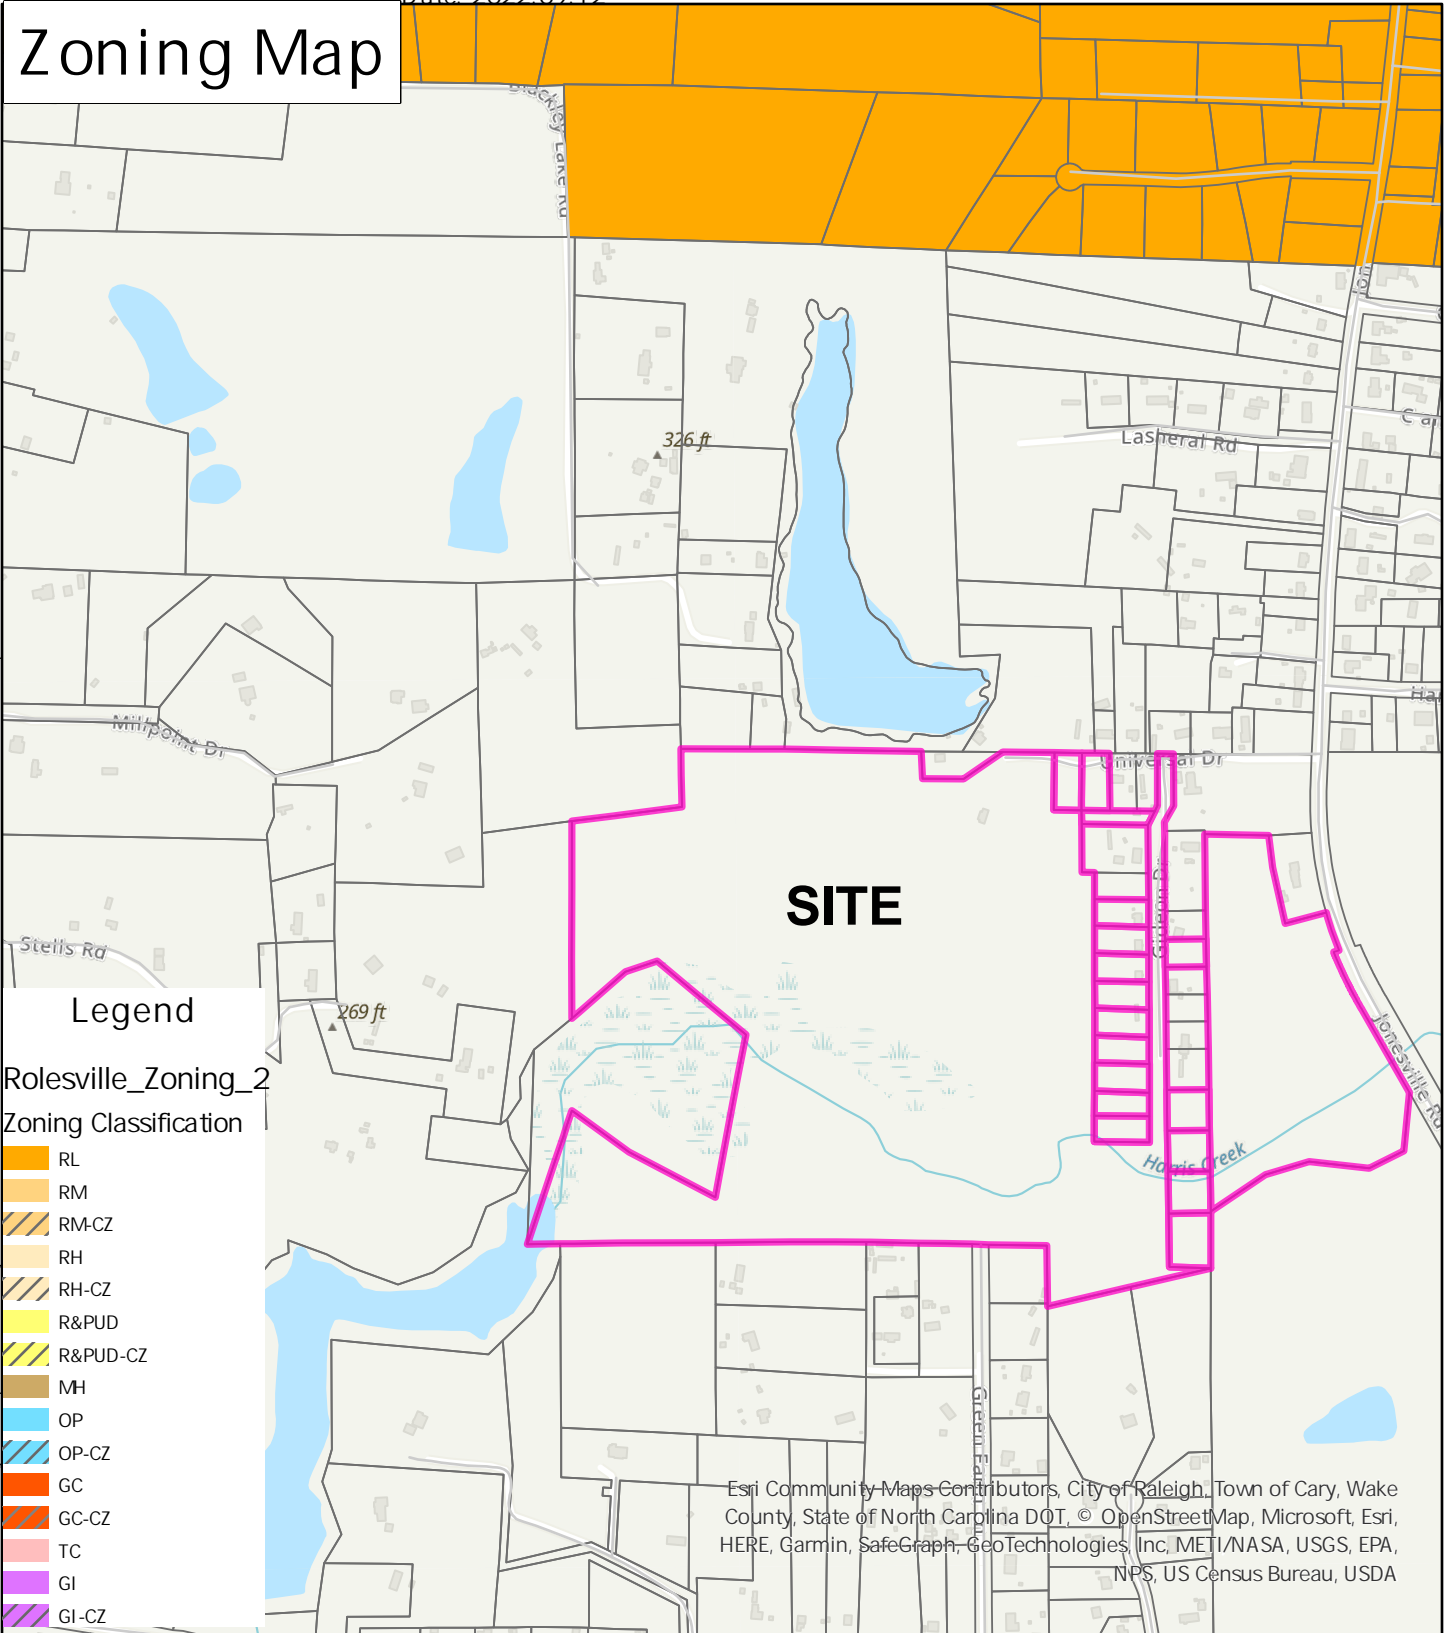 Zoning Map
Blackley Lake Rd
326 ft
Lasheral Rd
Millpoint Dr
Universal Dr
SITE
Gideon Dr
Stells Rd
269 ft
Jonesville Rd
Harris Creek
Legend
Rolesville_Zoning_2
Zoning Classification
RL
RM
RM-CZ
RH
RH-CZ
R&PUD
R&PUD-CZ
MH
OP
OP-CZ
GC
GC-CZ
TC
GI
GI-CZ
Esri Community Maps Contributors, City of Raleigh, Town of Cary, Wake
County, State of North Carolina DOT, © OpenStreetMap, Microsoft, Esri,
HERE, Garmin, SafeGraph, GeoTechnologies, Inc, METI/NASA, USGS, EPA,
NPS, US Census Bureau, USDA